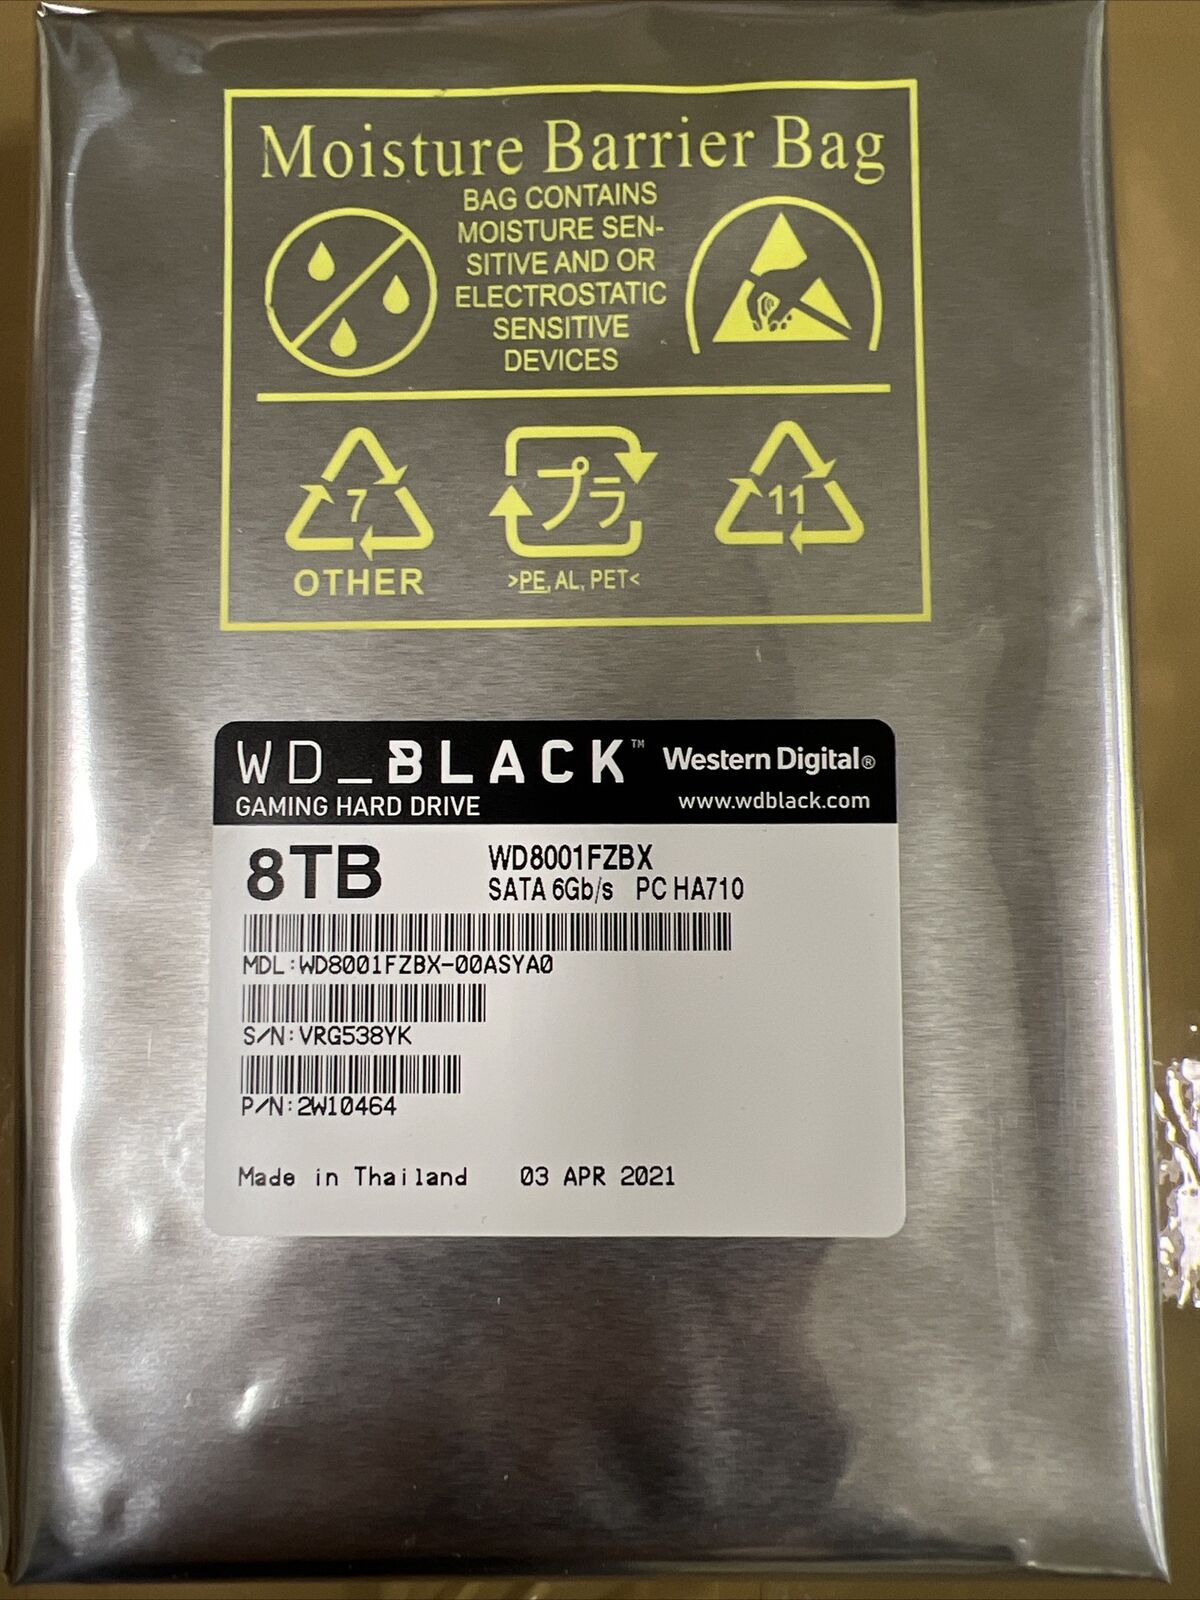 Moisture Barrier Bag
BAG CONTAINS
MOISTURE SEN-
SITIVE AND OR
ELECTROSTATIC
SENSITIVE
DEVICES
7
OTHER
プラ
>PE, AL, PET<
11
WD_BLACK™ Western Digital®
GAMING HARD DRIVE www.wdblack.com
8TB WD8001FZBX
SATA 6Gb/s PC HA710
MDL:WD8001FZBX-00ASYA0
S/N:VRG538YK
P/N:2W10464
Made in Thailand 03 APR 2021